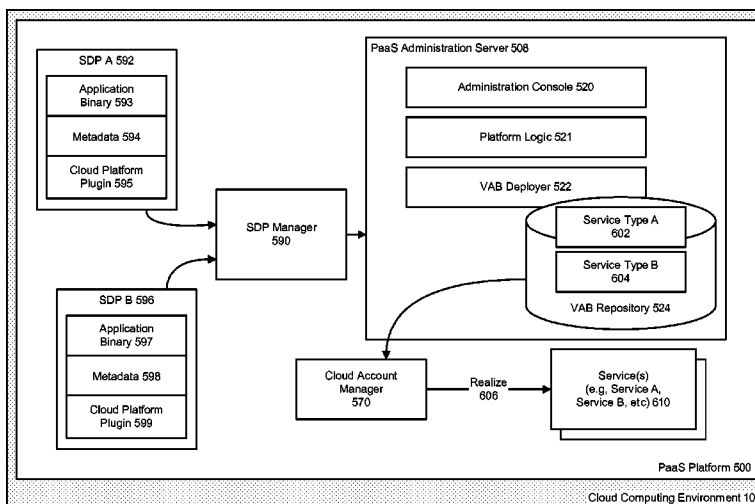 PaaS Administration Server 508
SDP A 592
Application
Binary 593
Metadata 594
Cloud Platform
Plugin 595
Administration Console 520
Platform Logic 521
VAB Deployer 522
SDP Manager
590
Service Type A
602
Service Type B
604
VAB Repository 524
SDP B 596
Application
Binary 597
Metadata 598
Cloud Platform
Plugin 599
Cloud Account
Manager
570
Realize
606
Service(s)
(e.g, Service A,
Service B, etc) 610
PaaS Platform 500
Cloud Computing Environment 10